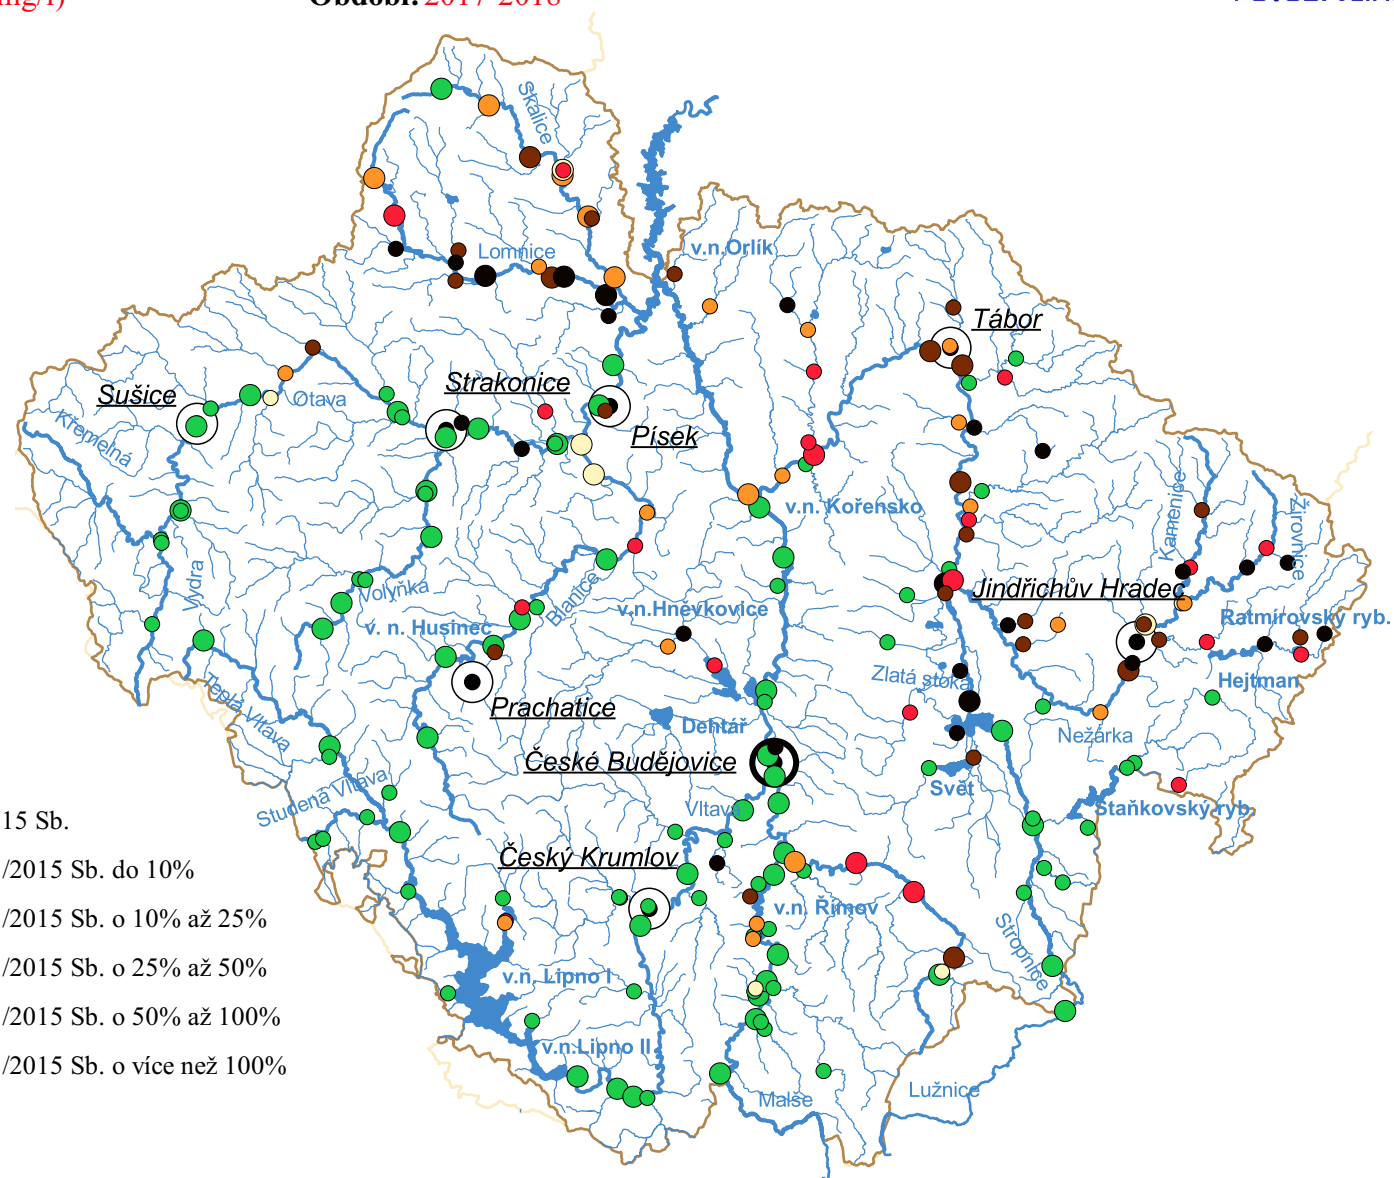 mg/l)
Období: 2017-2018
Skalice
Lomnice
v.n.Orlík
Tábor
Sušice
Strakonice
Otava
Křemelná
Písek
v.n. Kořensko
Kamenice
Žirovnice
Vydra
Volyňka
Blanice
v.n.Hněvkovice
Jindřichův Hradec
v. n. Husinec
Ratmírovský ryb.
Zlatá stoka
Hejtman
Teplá Vltava
Prachatice
Dehtář
Nežárka
České Budějovice
Studená Vltava
Svět
Vltava
Staňkovský ryb.
15 Sb.
Český Krumlov
/2015 Sb. do 10%
v.n. Římov
/2015 Sb. o 10% až 25%
Stropnice
/2015 Sb. o 25% až 50%
v.n. Lipno I
/2015 Sb. o 50% až 100%
v.n.Lipno II
/2015 Sb. o více než 100%
Malše
Lužnice